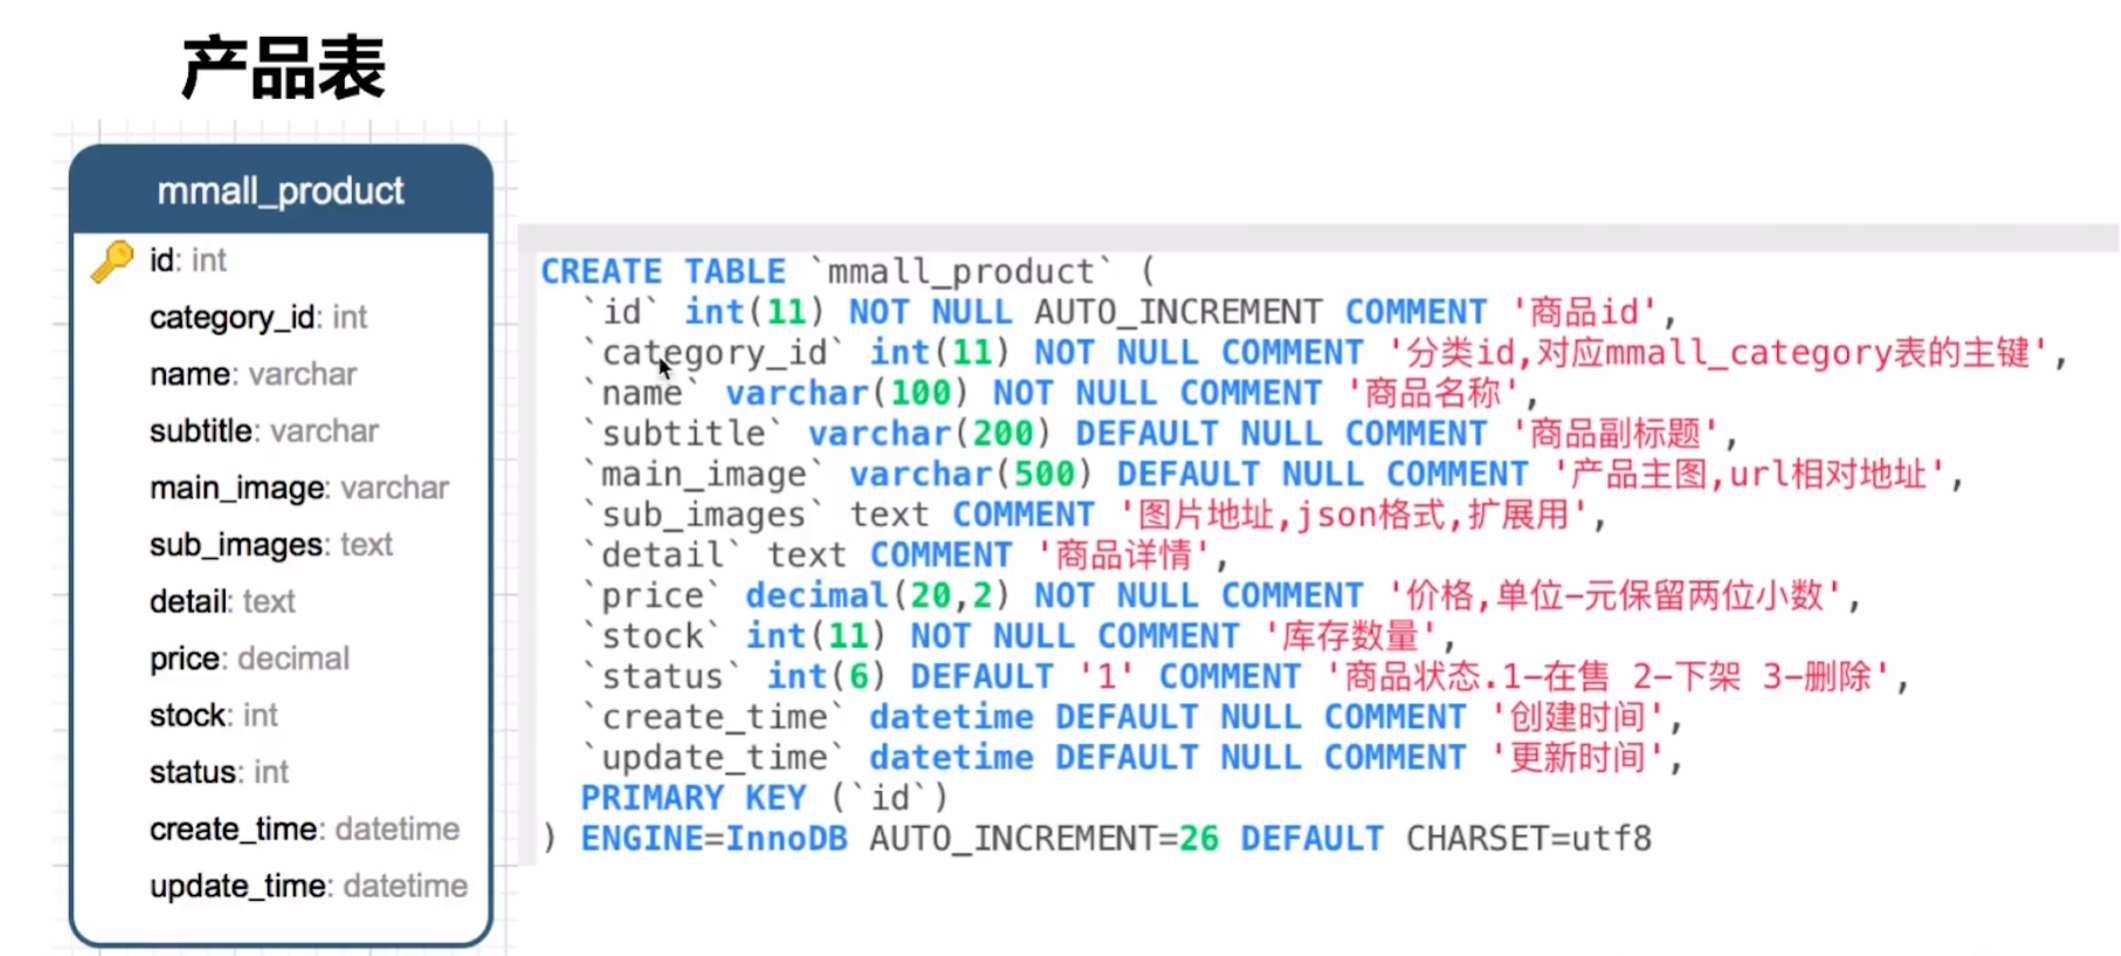 产品表
mmall_product
id: int
category_id: int
name: varchar
subtitle: varchar
main_image: varchar
sub_images: text
detail: text
price: decimal
stock: int
status: int
create_time: datetime
update_time: datetime
CREATE TABLE `mmall_product` (
`id` int(11) NOT NULL AUTO_INCREMENT COMMENT '商品id',
`category_id` int(11) NOT NULL COMMENT '分类id,对应mmall_category表的主键',
`name` varchar(100) NOT NULL COMMENT '商品名称',
`subtitle` varchar(200) DEFAULT NULL COMMENT '商品副标题',
`main_image` varchar(500) DEFAULT NULL COMMENT '产品主图,url相对地址',
`sub_images` text COMMENT '图片地址,json格式,扩展用',
`detail` text COMMENT '商品详情',
`price` decimal(20,2) NOT NULL COMMENT '价格,单位-元保留两位小数',
`stock` int(11) NOT NULL COMMENT '库存数量',
`status` int(6) DEFAULT '1' COMMENT '商品状态.1-在售 2-下架 3-删除',
`create_time` datetime DEFAULT NULL COMMENT '创建时间',
`update_time` datetime DEFAULT NULL COMMENT '更新时间',
PRIMARY KEY (`id`)
) ENGINE=InnoDB AUTO_INCREMENT=26 DEFAULT CHARSET=utf8